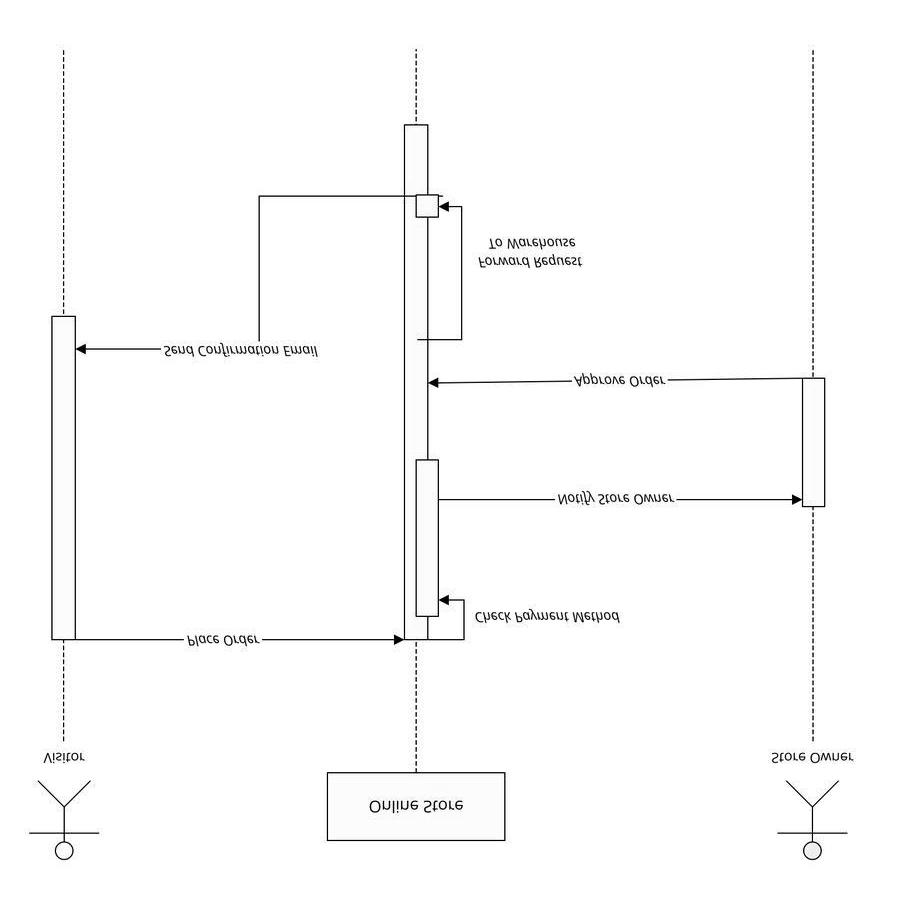 Visitor
Online Store
Store Owner
Place Order
Check Payment Method
Notify Store Owner
Approve Order
Send Confirmation Email
Forward Request
To Warehouse